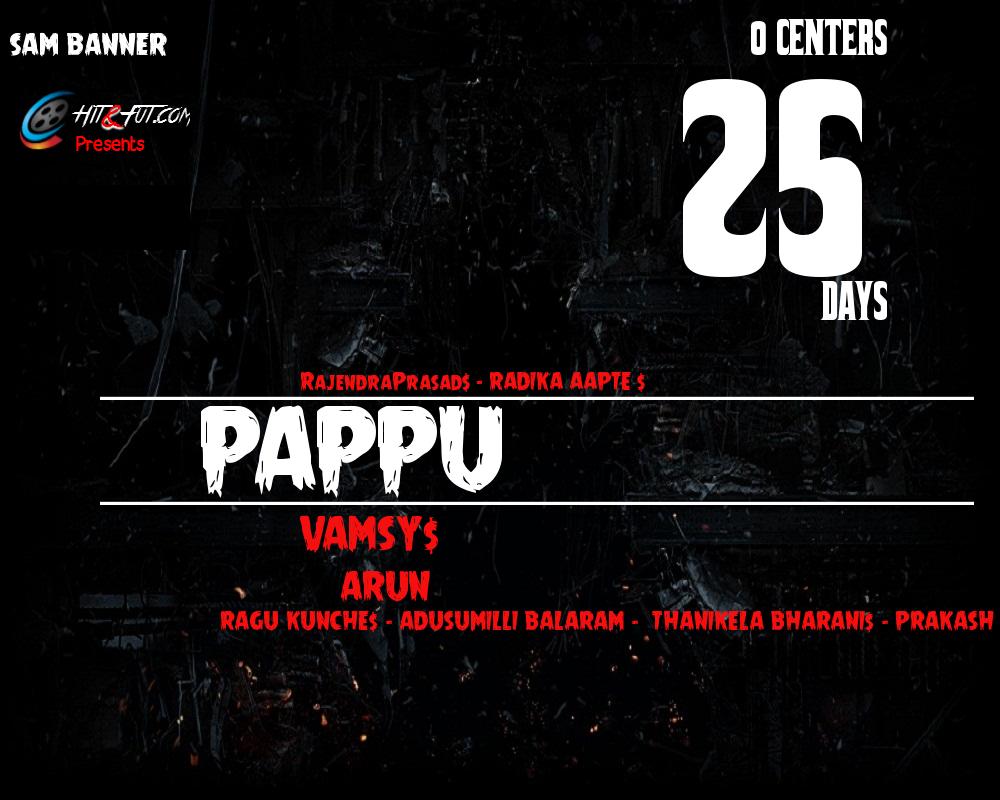 SAM BANNER
0 CENTERS
HIT&FUT.COM
Presents
25
DAYS
RAJENDRAPRASAD$ - RADIKA AAPTE $
PAPPU
VAMSY$
ARUN
RAGU KUNCHE$ - ADUSUMILLI BALARAM - THANIKELA BHARANI$ - PRAKASH